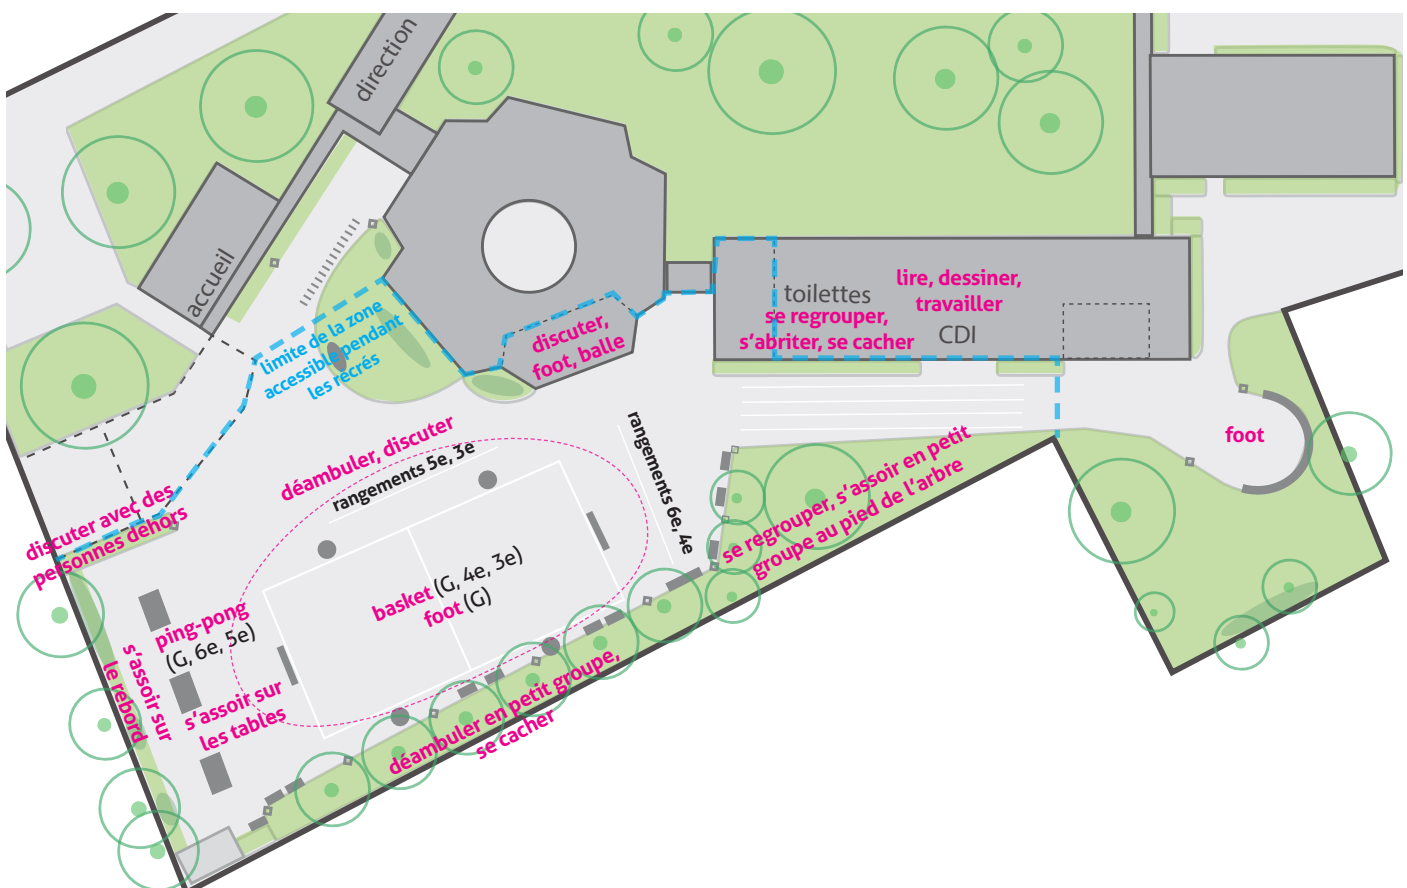 direction
accueil
limite de la zone
accessible pendant
les récrés
discuter,
foot, balle
toilettes
se regrouper,
s’abriter, se cacher
lire, dessiner,
travailler
CDI
foot
déambuler, discuter
rangements 5e, 3e
rangements 6e, 4e
se regrouper, s’assoir en petit
groupe au pied de l’arbre
discuter avec des
personnes dehors
basket (G, 4e, 3e)
foot (G)
ping-pong
(G, 6e, 5e)
s’assoir sur
le rebord
s’assoir sur
les tables
déambuler en petit groupe,
se cacher